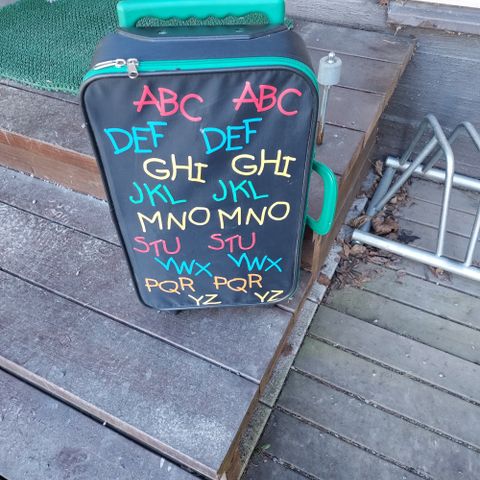 ABC ABC
DEF DEF
GHI GHI
JKL JKL
MNO MNO
STU STU
VWX VWX
PQR PQR
YZ YZ